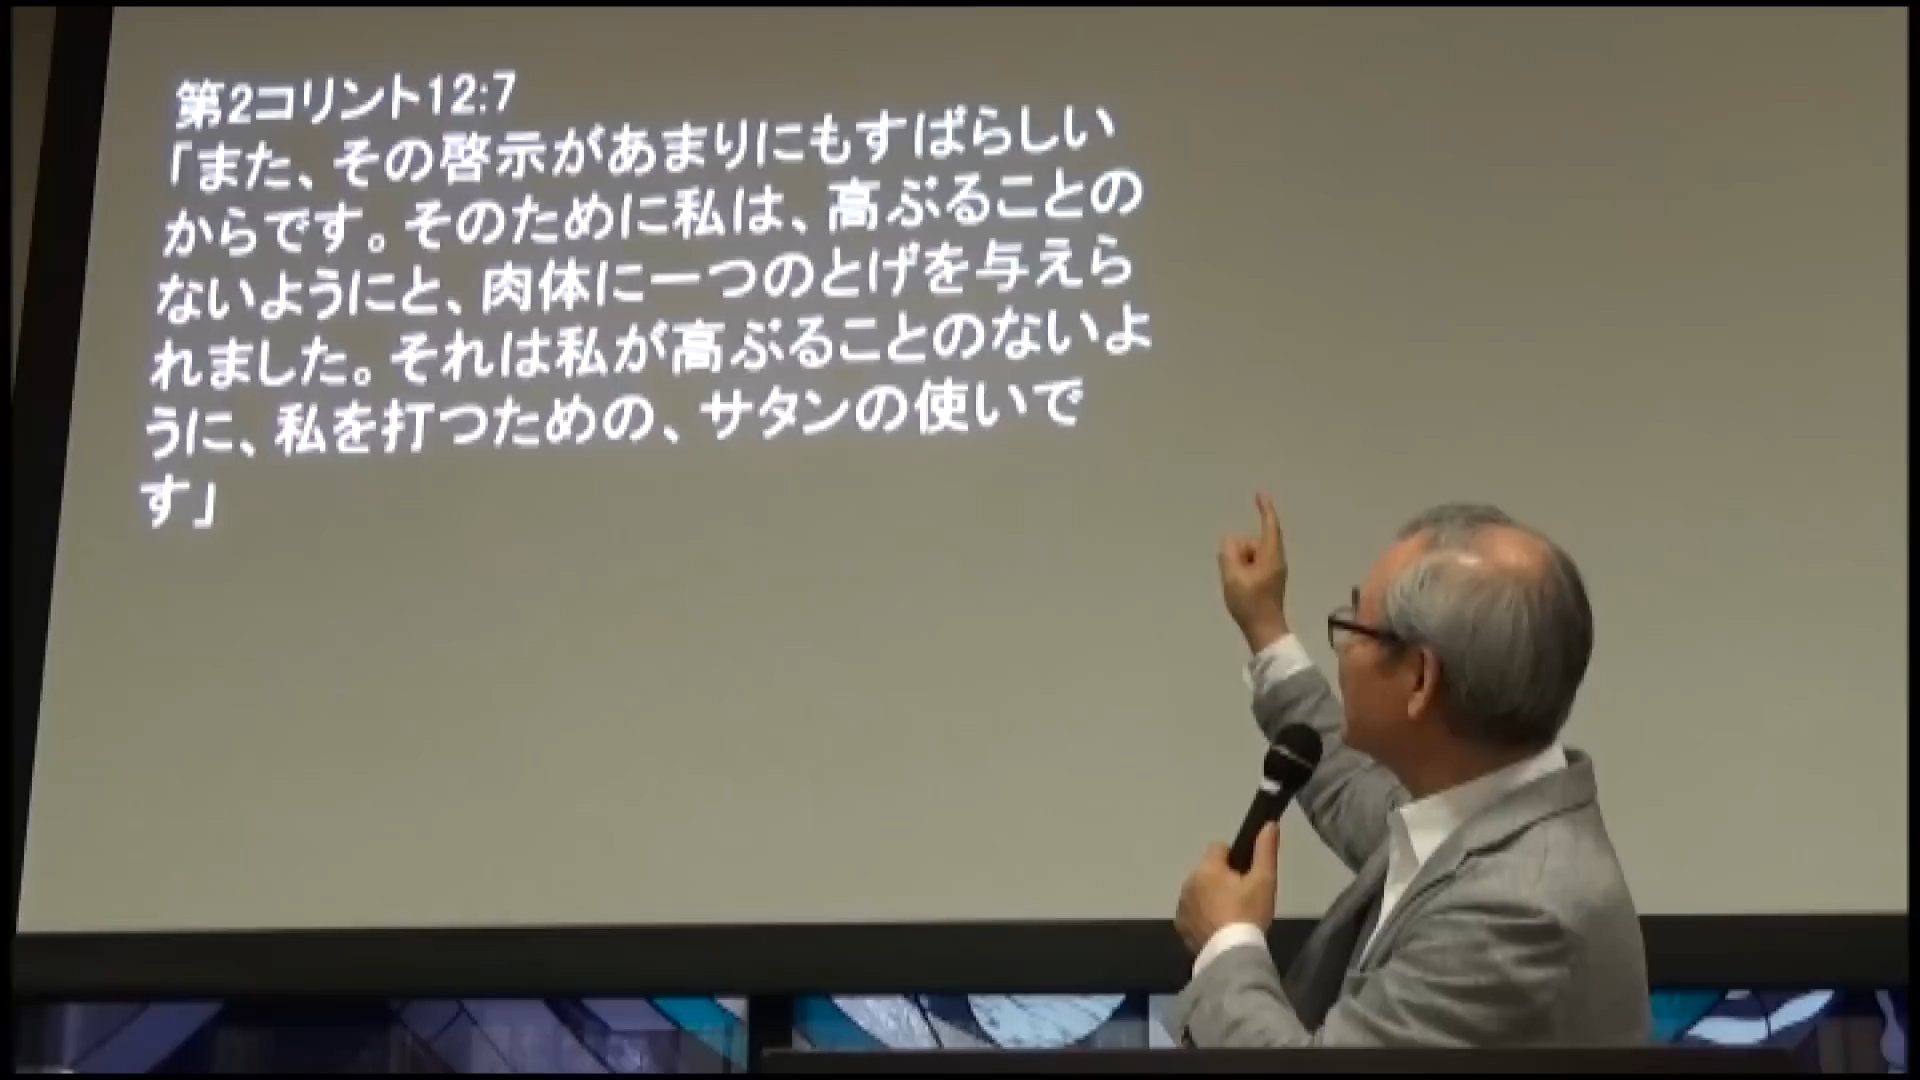 第2コリント12:7
「また、その啓示があまりにもすばらしい
からです。そのために私は、高ぶることの
ないようにと、肉体に一つのとげを与えら
れました。それは私が高ぶることのないよ
うに、私を打つための、サタンの使いで
す」